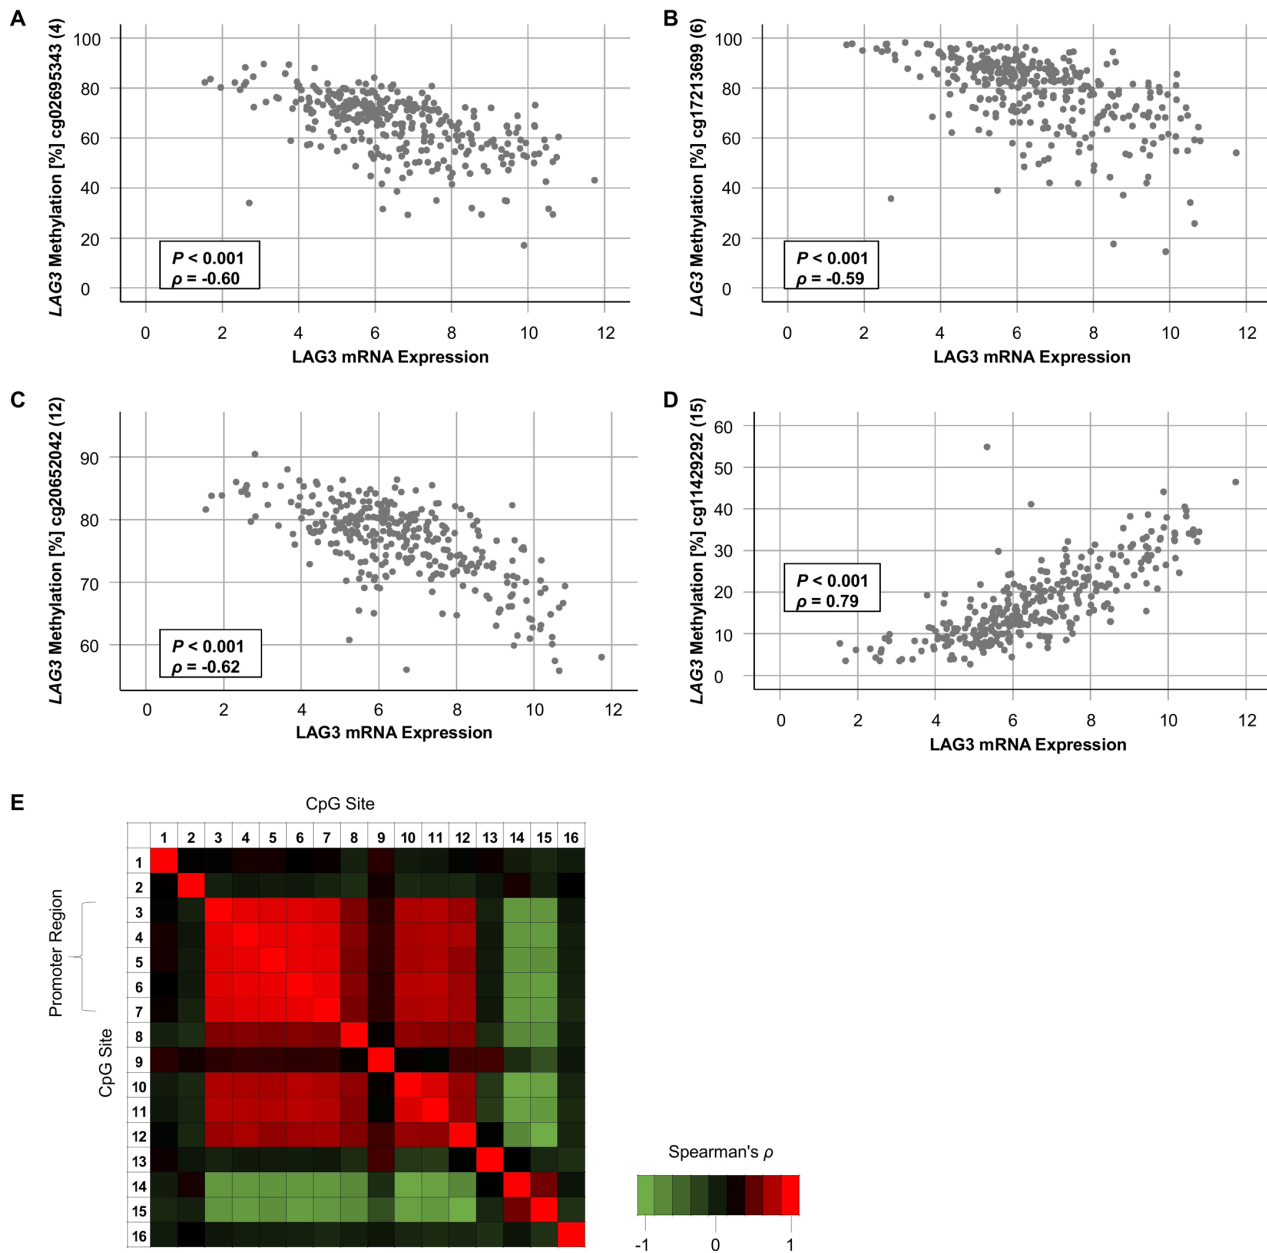 A
LAG3 Methylation [%] cg02695343 (4)
100
80
60
40
20
0
P < 0.001
ρ = -0.60
0 2 4 6 8 10 12
LAG3 mRNA Expression
B
LAG3 Methylation [%] cg17213699 (6)
100
80
60
40
20
0
P < 0.001
ρ = -0.59
0 2 4 6 8 10 12
LAG3 mRNA Expression
C
LAG3 Methylation [%] cg20652042 (12)
90
80
70
60
P < 0.001
ρ = -0.62
0 2 4 6 8 10 12
LAG3 mRNA Expression
D
LAG3 Methylation [%] cg11429292 (15)
60
50
40
30
20
10
0
P < 0.001
ρ = 0.79
0 2 4 6 8 10 12
LAG3 mRNA Expression
E
CpG Site
1 2 3 4 5 6 7 8 9 10 11 12 13 14 15 16
Promoter Region
CpG Site
1
2
3
4
5
6
7
8
9
10
11
12
13
14
15
16
Spearman's ρ
-1 0 1